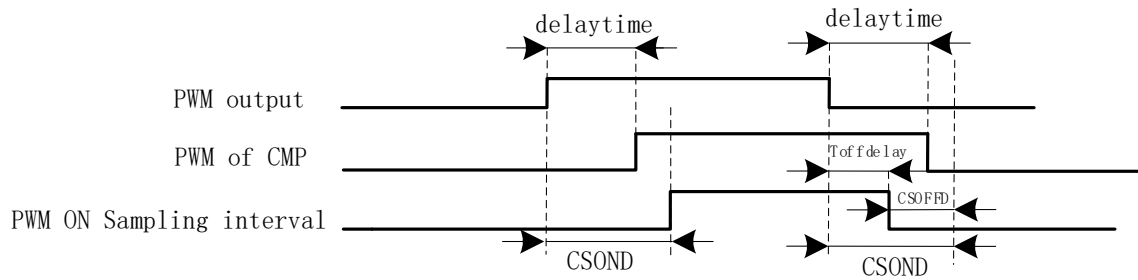 delaytime
delaytime
PWM output
PWM of CMP
Toffdelay
CSOFFD
PWM ON Sampling interval
CSOND
CSOND